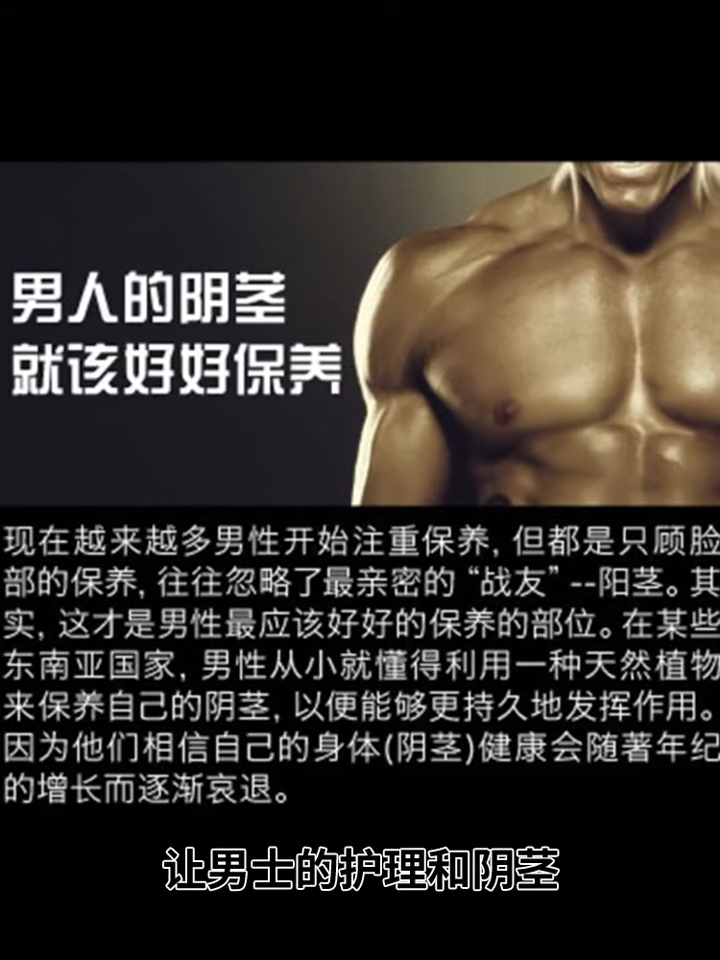 男人的阴茎
就该好好保养
现在越来越多男性开始注重保养, 但都是只顾脸
部的保养, 往往忽略了最亲密的“战友”--阳茎。其
实, 这才是男性最应该好好的保养的部位。在某些
东南亚国家, 男性从小就懂得利用一种天然植物
来保养自己的阴茎, 以便能够更持久地发挥作用。
因为他们相信自己的身体(阴茎)健康会随著年纪
的增长而逐渐哀退。
让男士的护理和阴茎